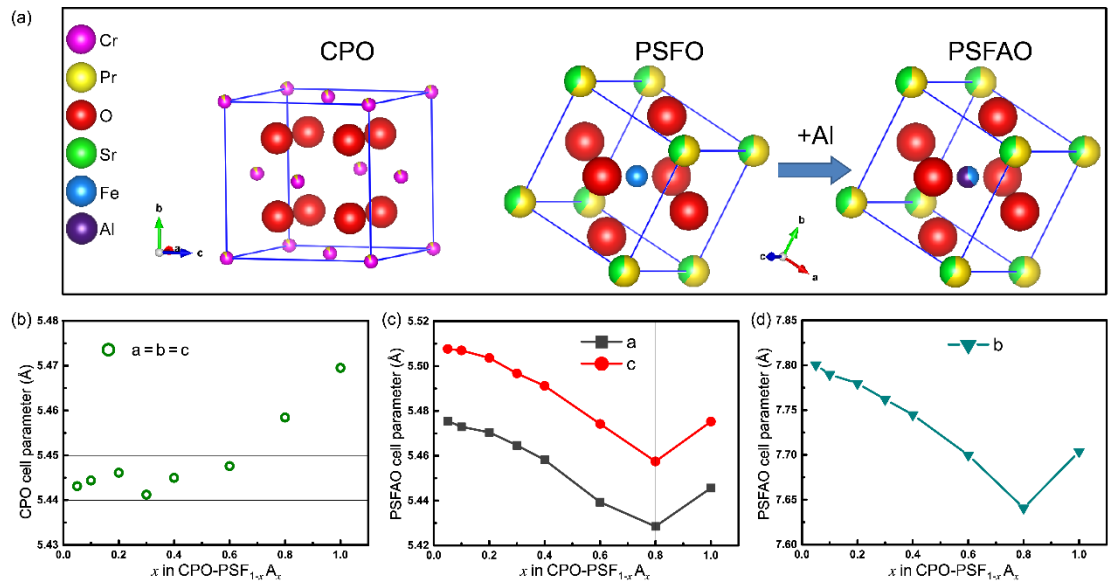 (a)
Cr
Pr
O
Sr
Fe
Al
CPO
PSFO
PSFAO
+Al
b
a
c
b
c
a
(b)
a = b = c
CPO cell parameter (Å)
5.48
5.47
5.46
5.45
5.44
5.43
0.0 0.2 0.4 0.6 0.8 1.0
x in CPO-PSF1-xAx
(c)
a
c
PSFAO cell parameter (Å)
5.52
5.50
5.48
5.46
5.44
5.42
0.0 0.2 0.4 0.6 0.8 1.0
x in CPO-PSF1-xAx
(d)
b
PSFAO cell parameter (Å)
7.85
7.80
7.75
7.70
7.65
7.60
0.0 0.2 0.4 0.6 0.8 1.0
x in CPO-PSF1-xAx